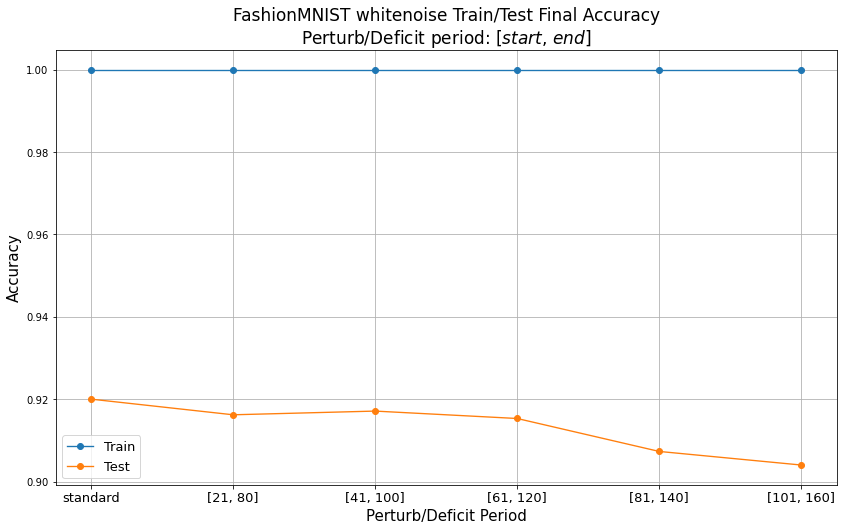 FashionMNIST whitenoise Train/Test Final Accuracy
Perturb/Deficit period: [start, end]
Accuracy
1.00
0.98
0.96
0.94
0.92
0.90
Train
Test
standard [21, 80] [41, 100] [61, 120] [81, 140] [101, 160]
Perturb/Deficit Period